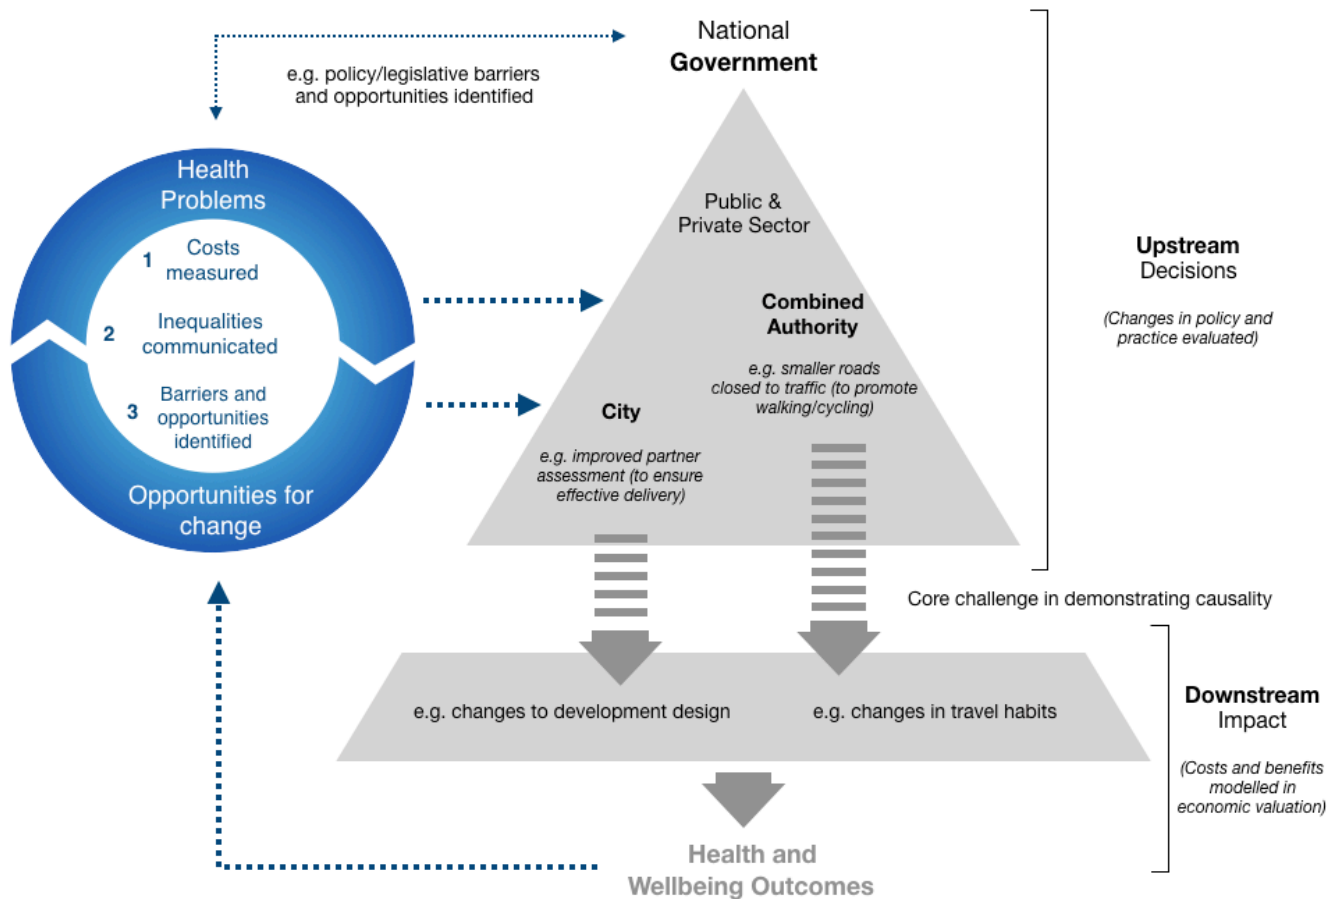 National
Government
e.g. policy/legislative barriers
and opportunities identified
Health
Problems
1
Costs
measured
2
Inequalities
communicated
3
Barriers and
opportunities
identified
Opportunities for
change
Public &
Private Sector
Combined
Authority
e.g. smaller roads
closed to traffic (to promote
walking/cycling)
City
e.g. improved partner
assessment (to ensure
effective delivery)
Upstream
Decisions
(Changes in policy and
practice evaluated)
Core challenge in demonstrating causality
e.g. changes to development design
e.g. changes in travel habits
Downstream
Impact
(Costs and benefits
modelled in
economic valuation)
Health and
Wellbeing Outcomes